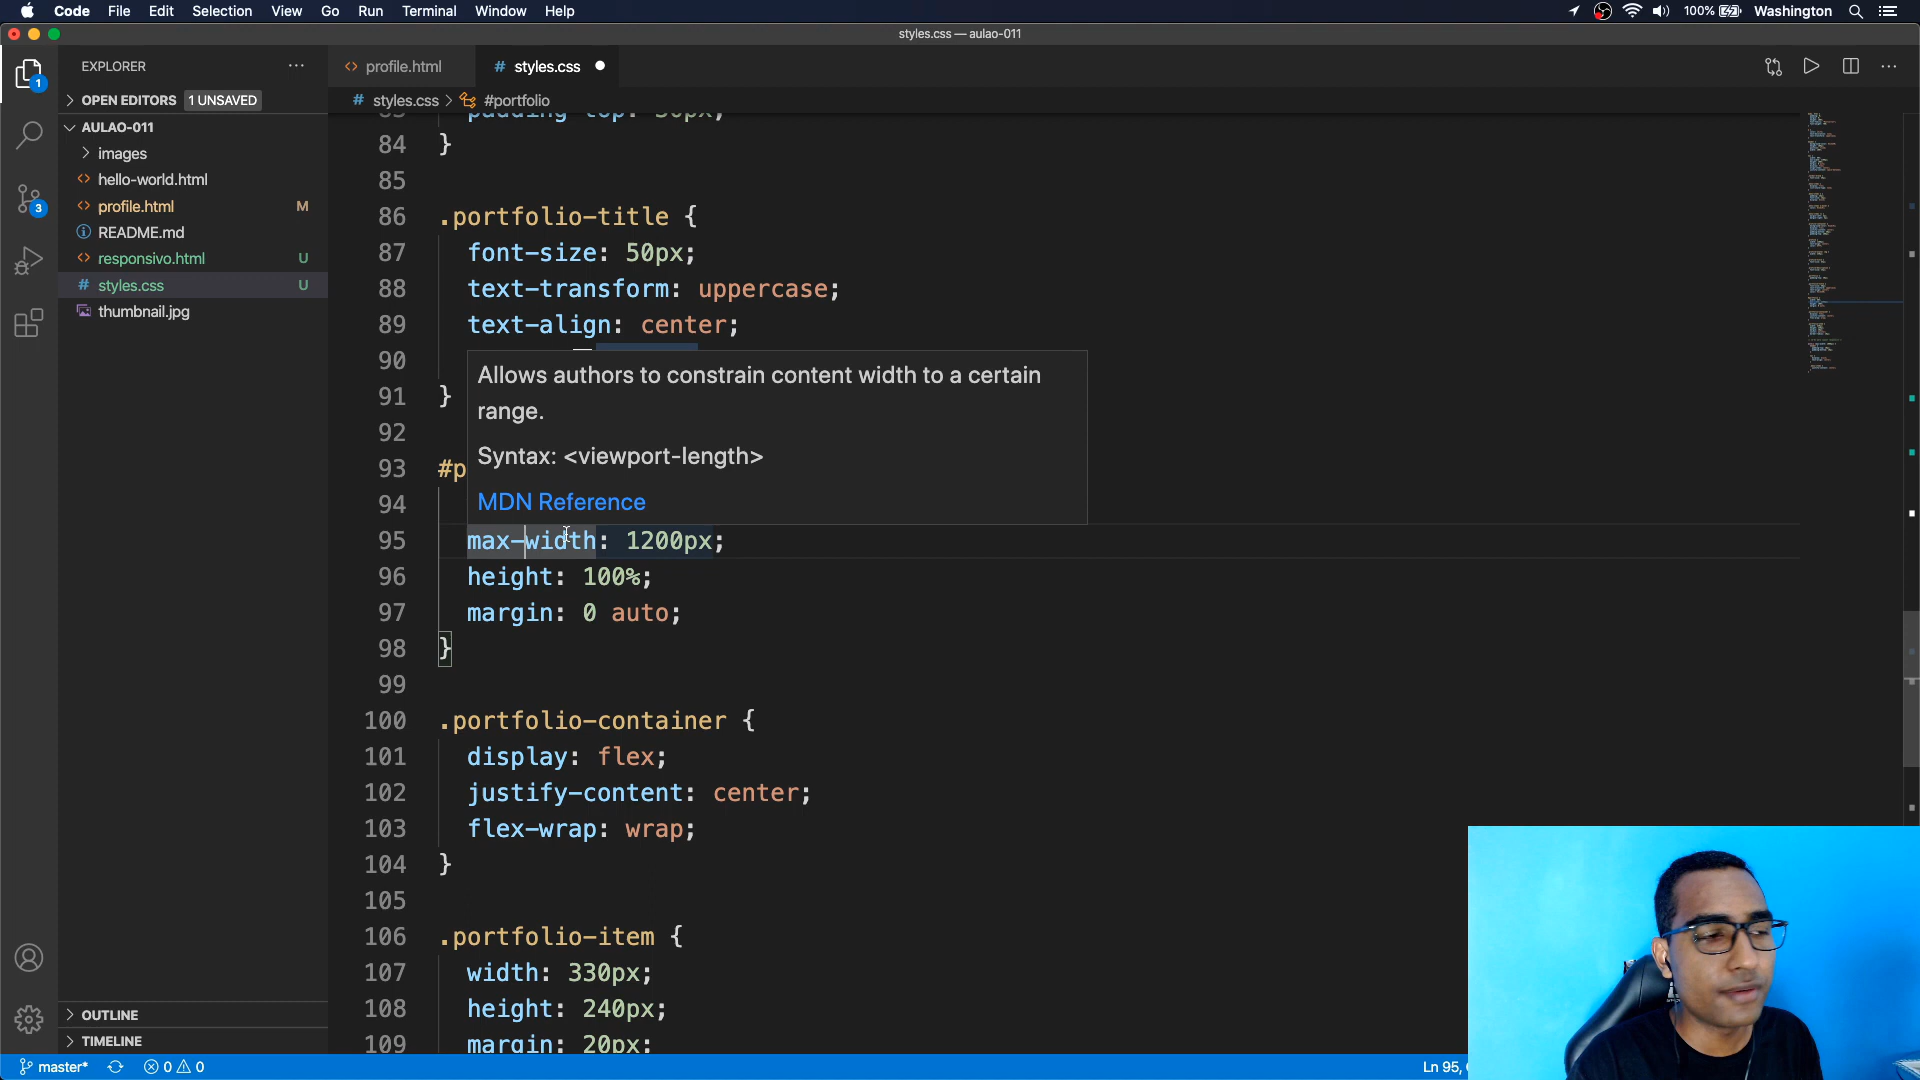 Code File Edit Selection View Go Run Terminal Window Help 100% Washington
styles.css — aulao-011
EXPLORER ···
OPEN EDITORS 1 UNSAVED
AULAO-011
images
hello-world.html
profile.html M
README.md
responsivo.html U
styles.css U
thumbnail.jpg
OUTLINE
TIMELINE
1
3
profile.html styles.css
styles.css > #portfolio
84 }
85
86 .portfolio-title {
87 font-size: 50px;
88 text-transform: uppercase;
89 text-align: center;
90
91 }
92
93 #p
94
Allows authors to constrain content width to a certain
range.
Syntax: <viewport-length>
MDN Reference
95 max-width: 1200px;
96 height: 100%;
97 margin: 0 auto;
98 }
99
100 .portfolio-container {
101 display: flex;
102 justify-content: center;
103 flex-wrap: wrap;
104 }
105
106 .portfolio-item {
107 width: 330px;
108 height: 240px;
109 margin: 20px;
master* 0 0 Ln 95,